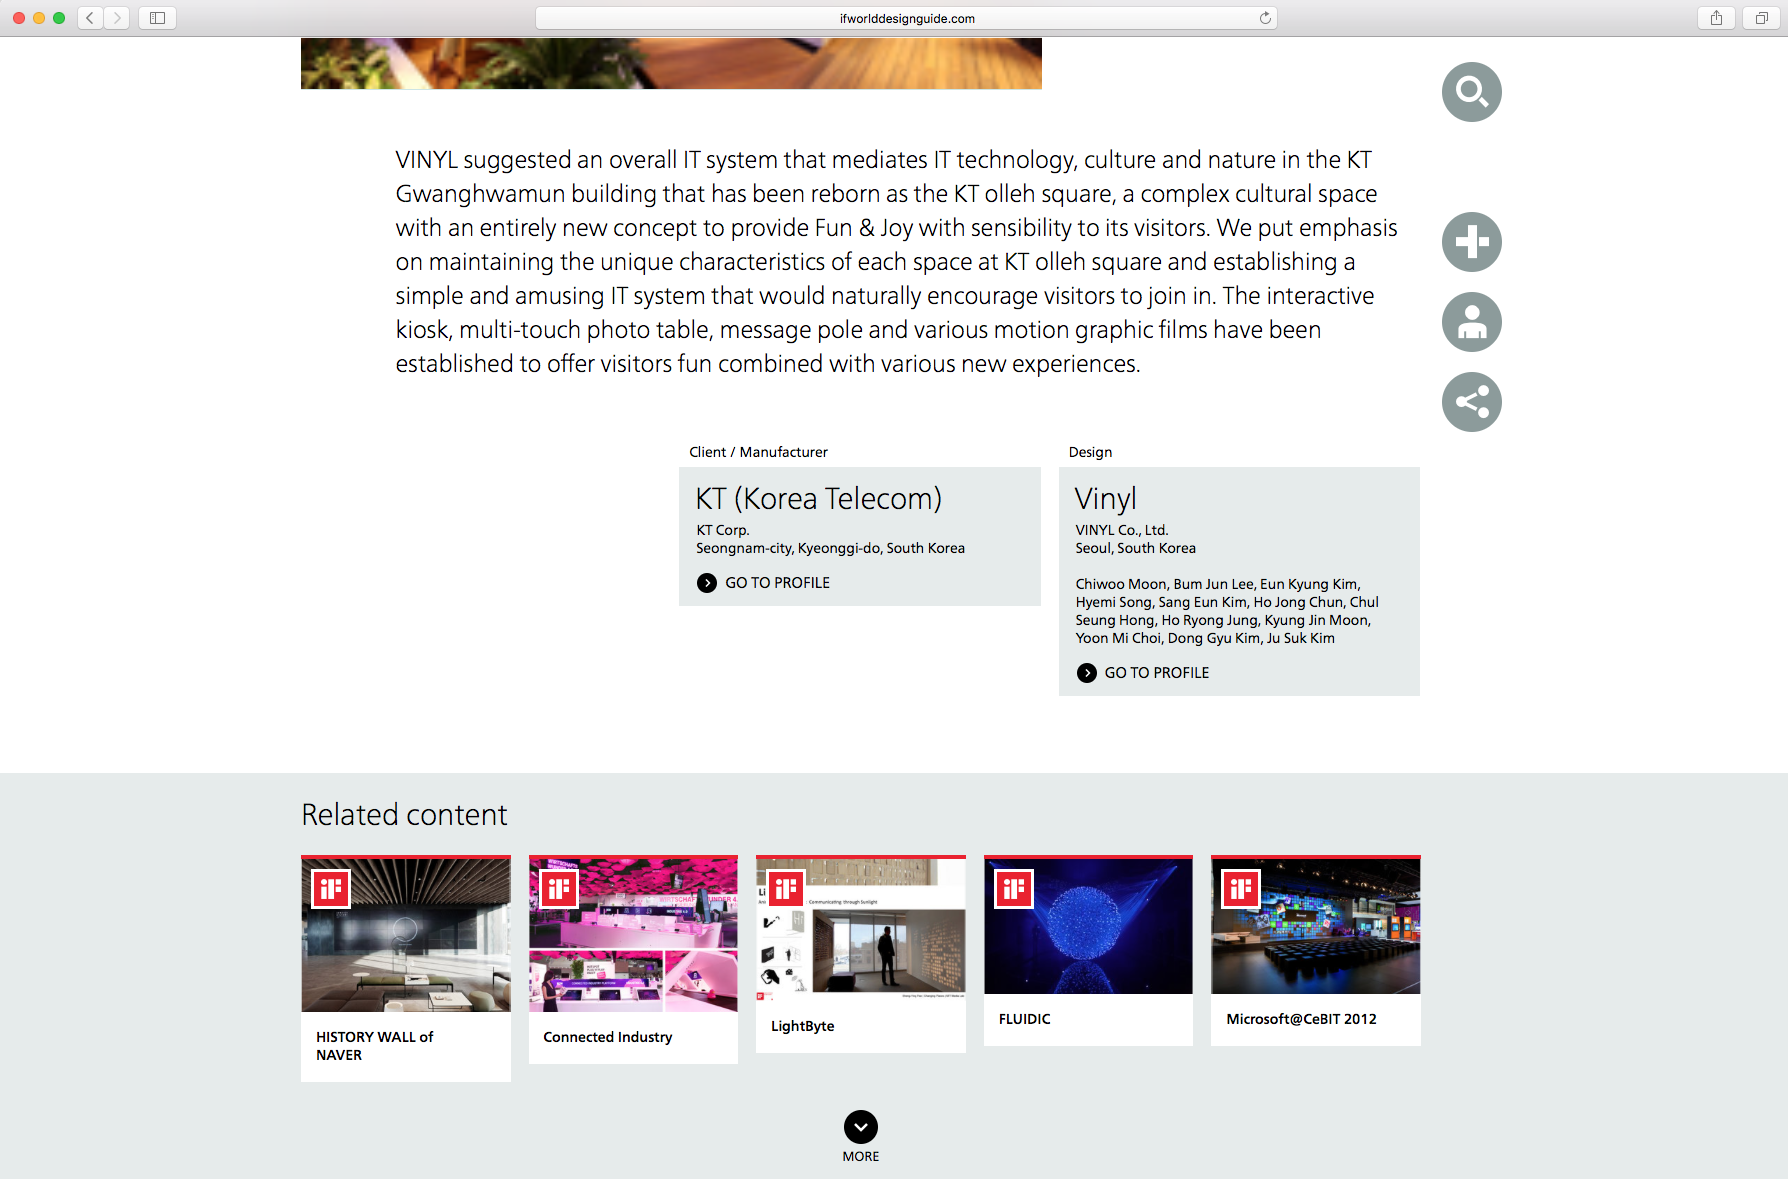 ifworlddesignguide.com
VINYL suggested an overall IT system that mediates IT technology, culture and nature in the KT
Gwanghwamun building that has been reborn as the KT olleh square, a complex cultural space
with an entirely new concept to provide Fun & Joy with sensibility to its visitors. We put emphasis
on maintaining the unique characteristics of each space at KT olleh square and establishing a
simple and amusing IT system that would naturally encourage visitors to join in. The interactive
kiosk, multi-touch photo table, message pole and various motion graphic films have been
established to offer visitors fun combined with various new experiences.
Client / Manufacturer
KT (Korea Telecom)
KT Corp.
Seongnam-city, Kyeonggi-do, South Korea
GO TO PROFILE
Design
Vinyl
VINYL Co., Ltd.
Seoul, South Korea
Chiwoo Moon, Bum Jun Lee, Eun Kyung Kim,
Hyemi Song, Sang Eun Kim, Ho Jong Chun, Chul
Seung Hong, Ho Ryong Jung, Kyung Jin Moon,
Yoon Mi Choi, Dong Gyu Kim, Ju Suk Kim
GO TO PROFILE
Related content
iF
HISTORY WALL of
NAVER
iF
Connected Industry
iF
Communicating through Sunlight
LightByte
iF
FLUIDIC
iF
Microsoft@CeBIT 2012
MORE